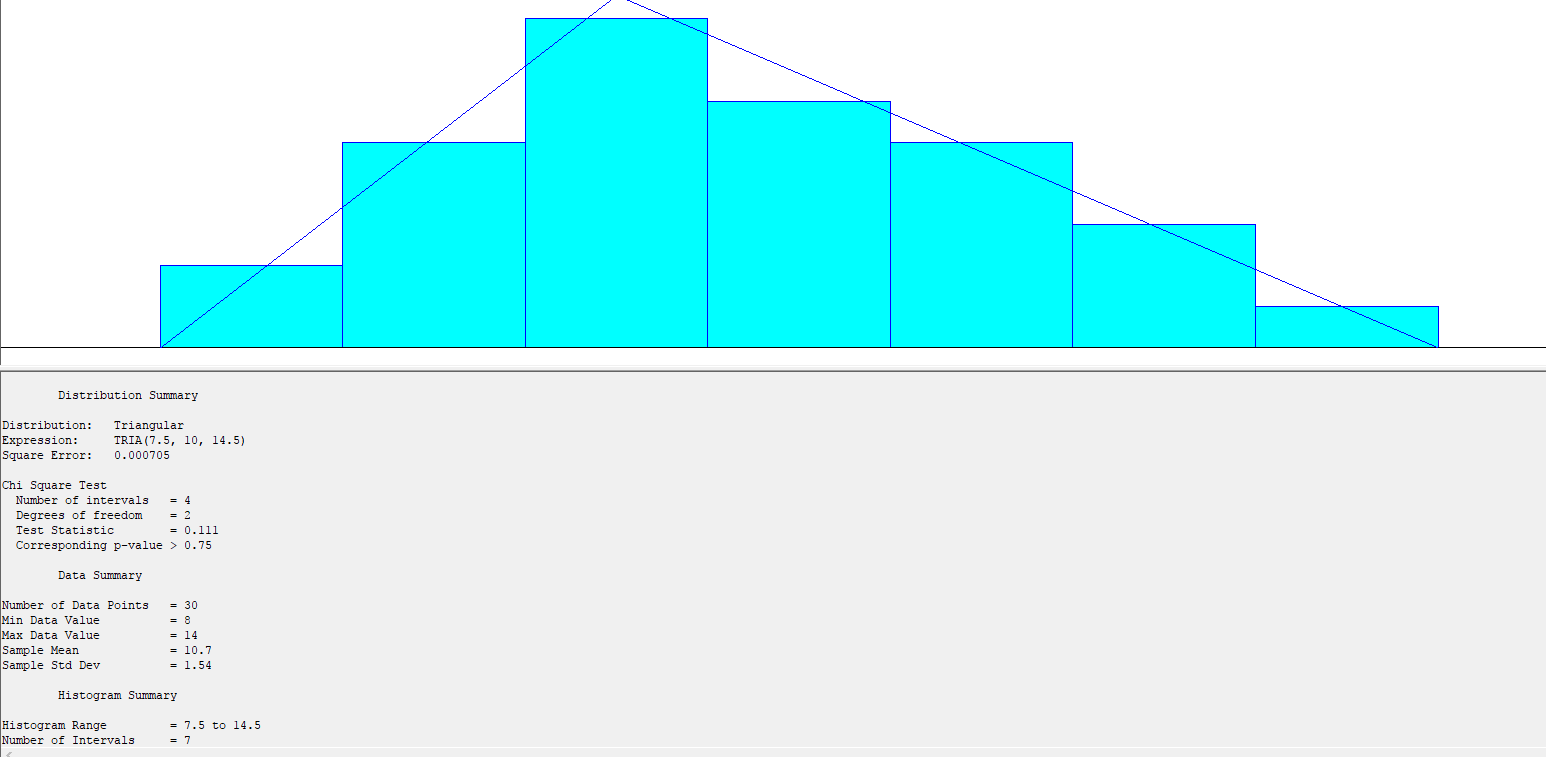 Distribution Summary
Distribution:   Triangular
Expression:     TRIA(7.5, 10, 14.5)
Square Error:   0.000705
Chi Square Test
  Number of intervals   = 4
  Degrees of freedom    = 2
  Test Statistic        = 0.111
  Corresponding p-value > 0.75
Data Summary
Number of Data Points   = 30
Min Data Value          = 8
Max Data Value          = 14
Sample Mean             = 10.7
Sample Std Dev          = 1.54
Histogram Summary
Histogram Range         = 7.5 to 14.5
Number of Intervals     = 7